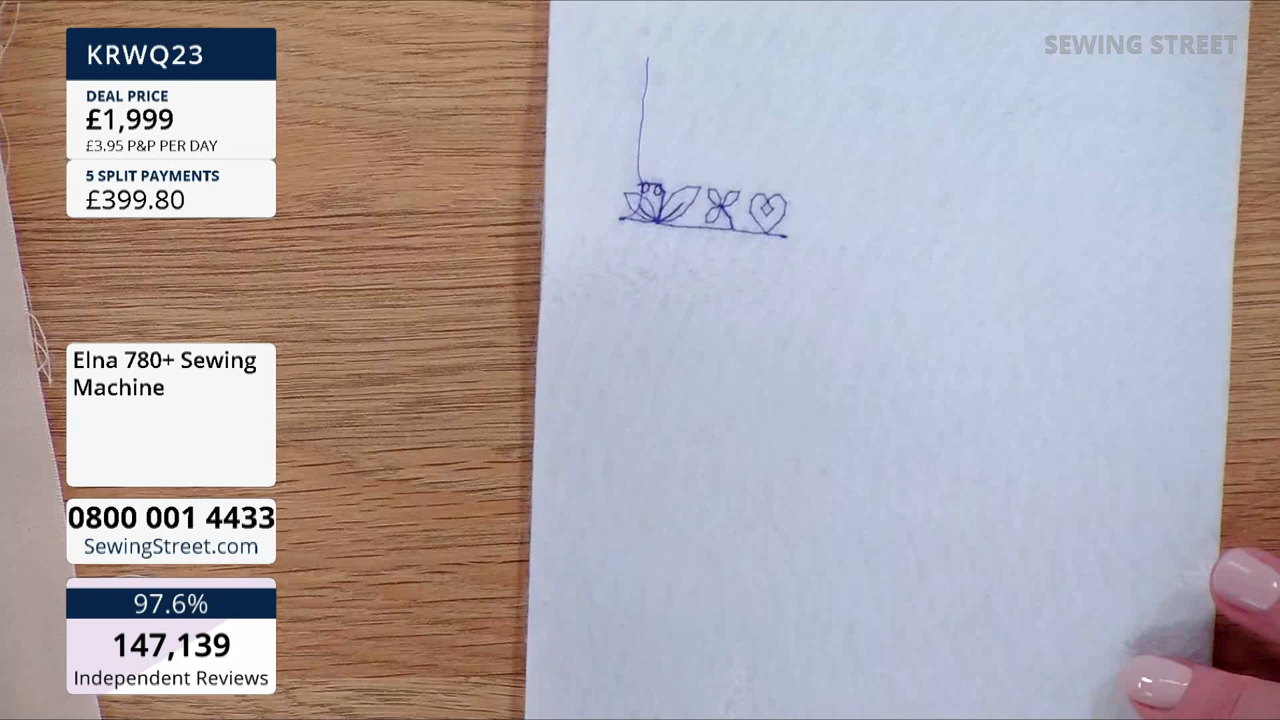 KRWQ23
DEAL PRICE
£1,999
£3.95 P&P PER DAY
5 SPLIT PAYMENTS
£399.80
Elna 780+ Sewing
Machine
0800 001 4433
SewingStreet.com
97.6%
147,139
Independent Reviews
SEWING STREET